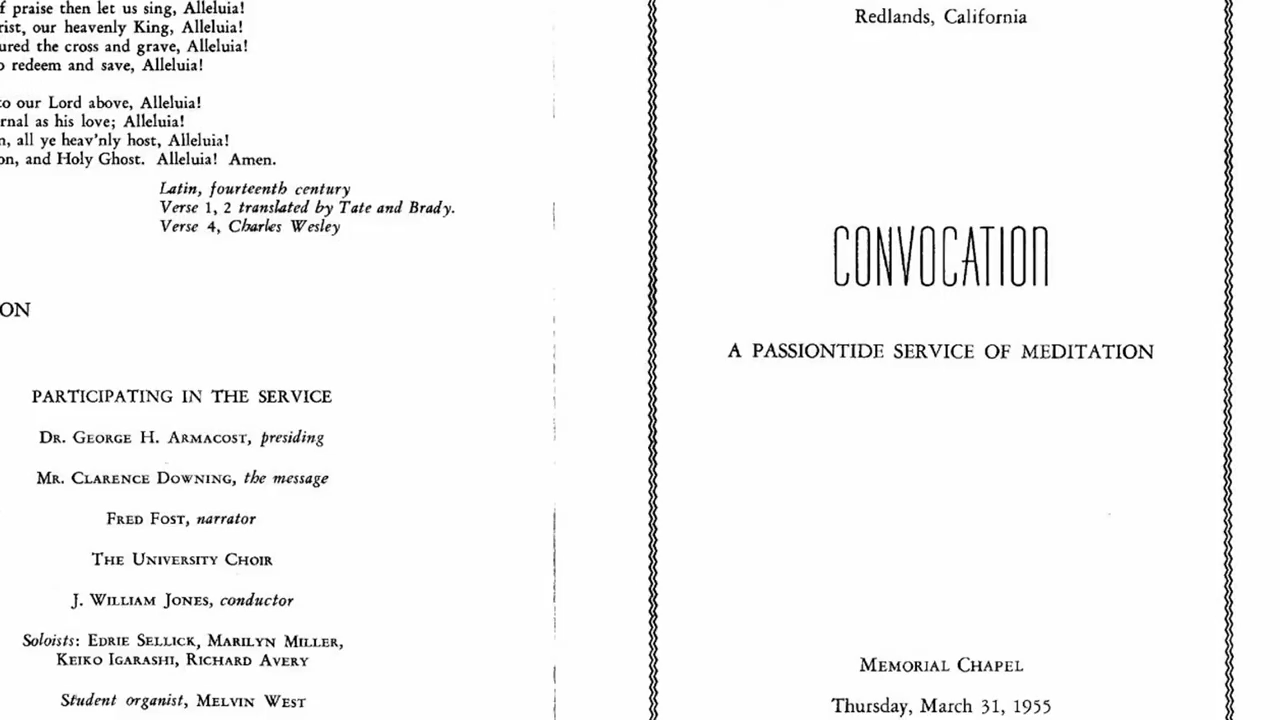 f praise then let us sing, Alleluia!
rist, our heavenly King, Alleluia!
ured the cross and grave, Alleluia!
o redeem and save, Alleluia!
to our Lord above, Alleluia!
rnal as his love; Alleluia!
n, all ye heav'nly host, Alleluia!
on, and Holy Ghost. Alleluia! Amen.
Latin, fourteenth century
Verse 1, 2 translated by Tate and Brady.
Verse 4, Charles Wesley
ON
PARTICIPATING IN THE SERVICE
DR. GEORGE H. ARMACOST, presiding
MR. CLARENCE DOWNING, the message
FRED FOST, narrator
THE UNIVERSITY CHOIR
J. WILLIAM JONES, conductor
Soloists: EDRIE SELLICK, MARILYN MILLER,
KEIKO IGARASHI, RICHARD AVERY
Student organist, MELVIN WEST
Redlands, California
CONVOCATION
A PASSIONTIDE SERVICE OF MEDITATION
MEMORIAL CHAPEL
Thursday, March 31, 1955